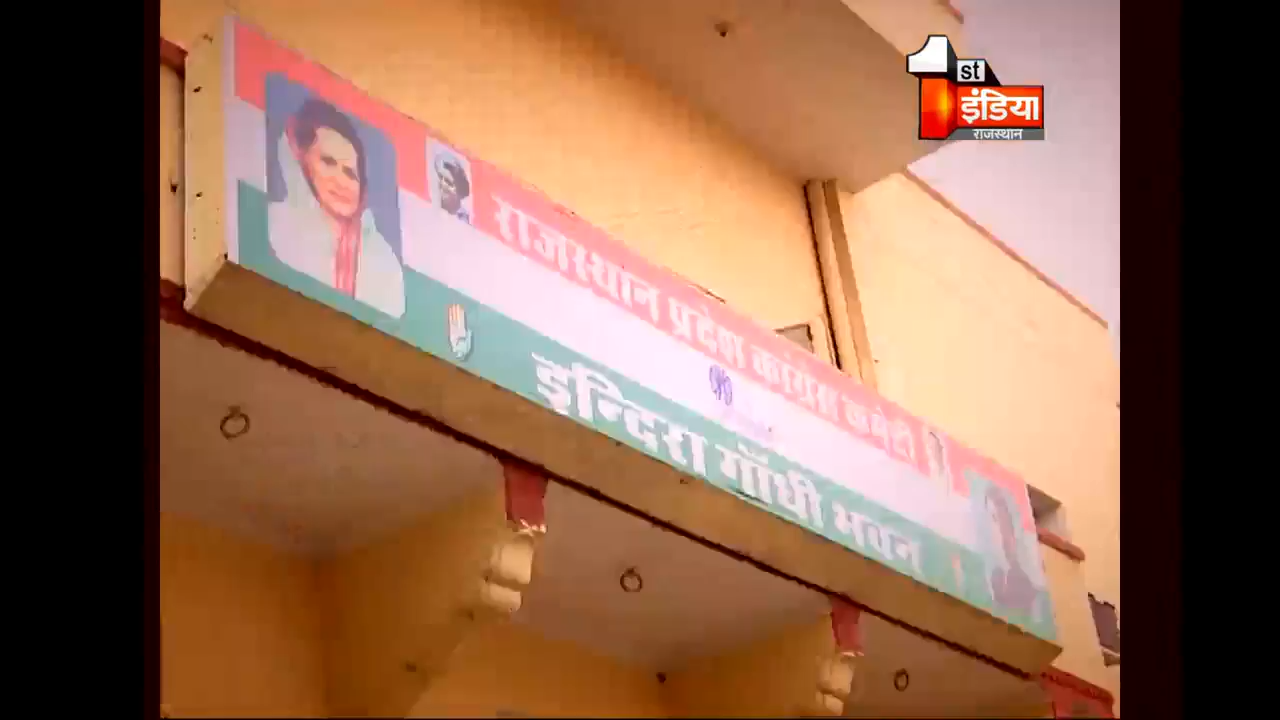 1st
इंडिया
राजस्थान
राजस्थान प्रदेश कांग्रेस कमेटी
इन्दिरा गाँधी भवन